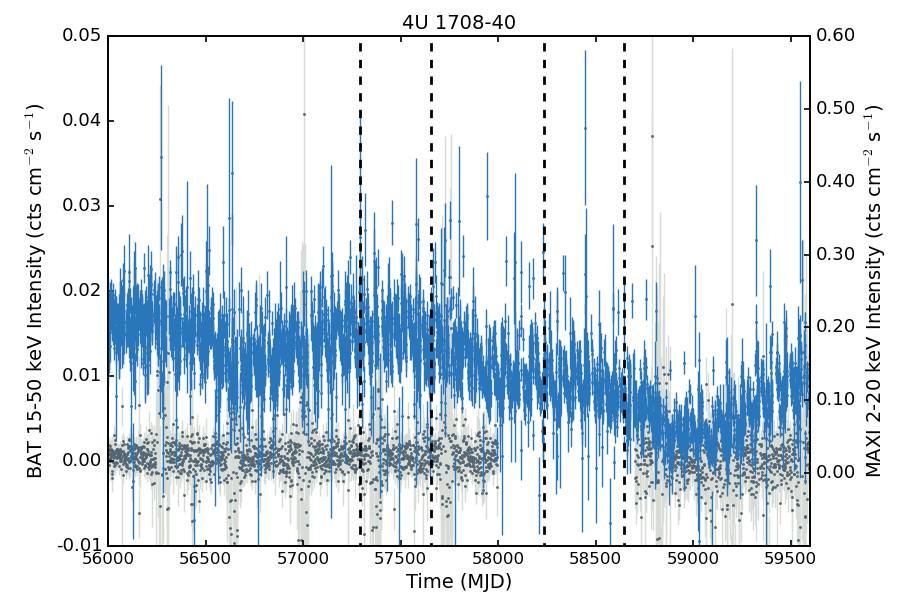 4U 1708-40
0.05
0.04
0.03
0.02
0.01
0.00
-0.01
BAT 15-50 keV Intensity (cts cm⁻² s⁻¹)
0.60
0.50
0.40
0.30
0.20
0.10
0.00
MAXI 2-20 keV Intensity (cts cm⁻² s⁻¹)
56000 56500 57000 57500 58000 58500 59000 59500
Time (MJD)